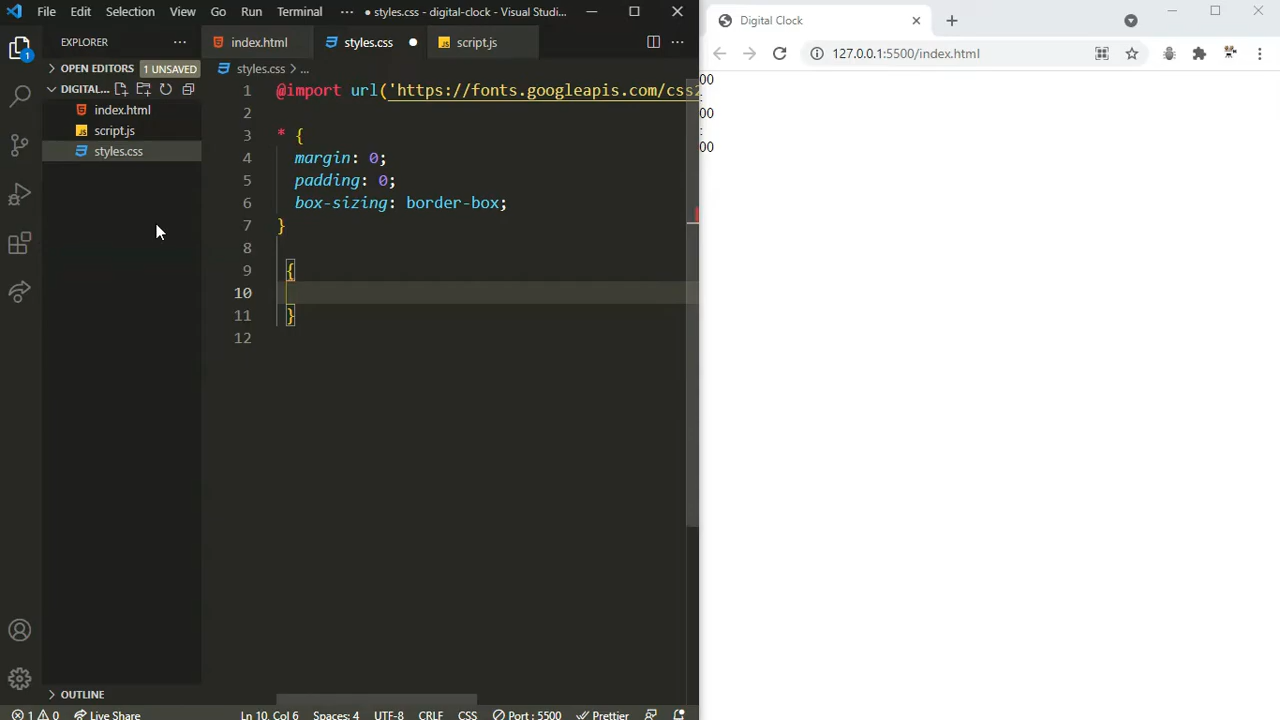 File Edit Selection View Go Run Terminal ··· ● styles.css - digital-clock - Visual Studi...
EXPLORER ···
OPEN EDITORS 1 UNSAVED
DIGITAL...
index.html
script.js
styles.css
OUTLINE
1
index.html styles.css ● script.js ···
styles.css > ...
1 @import url('https://fonts.googleapis.com/css2
2
3 * {
4 margin: 0;
5 padding: 0;
6 box-sizing: border-box;
7 }
8
9 {
10
11 }
12
1 0 Live Share Ln 10, Col 6 Spaces: 4 UTF-8 CRLF CSS Port : 5500 Prettier
Digital Clock
127.0.0.1:5500/index.html
00
:
00
:
00